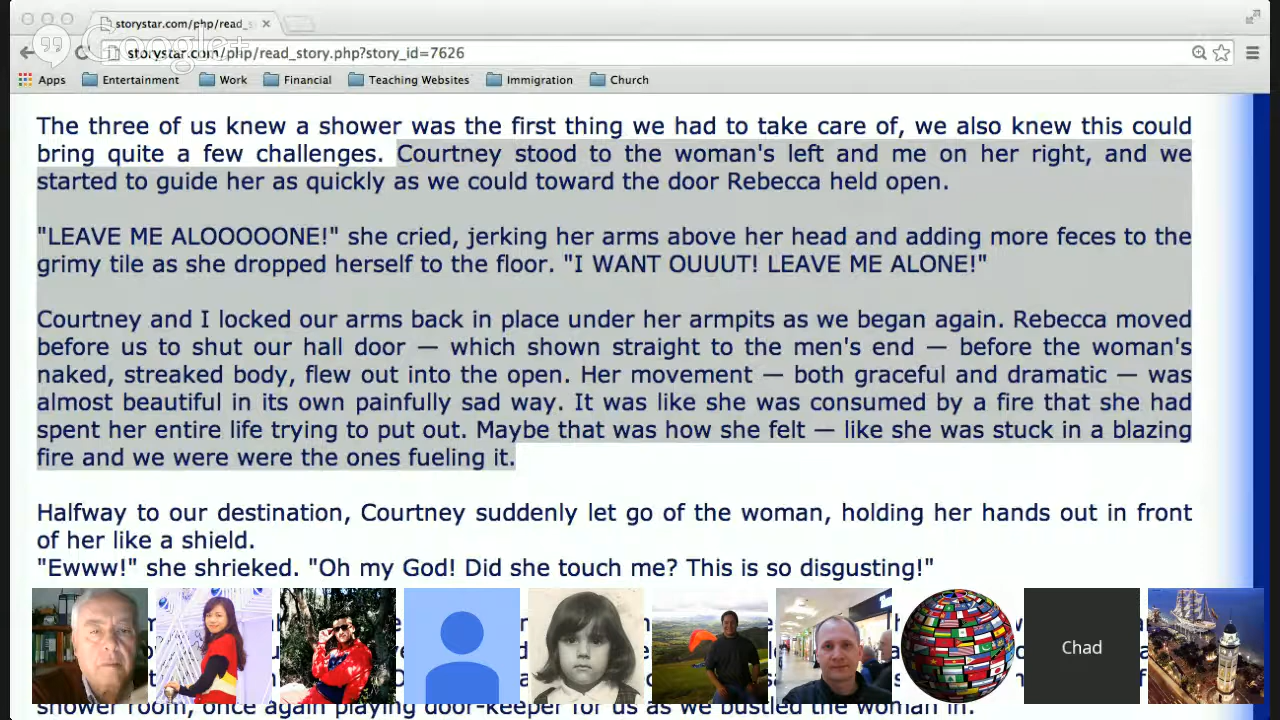 storystar.com/php/read_s
Google+
storystar.com/php/read_story.php?story_id=7626
Apps Entertainment Work Financial Teaching Websites Immigration Church
The three of us knew a shower was the first thing we had to take care of, we also knew this could
bring quite a few challenges. Courtney stood to the woman's left and me on her right, and we
started to guide her as quickly as we could toward the door Rebecca held open.
"LEAVE ME ALOOOOONE!" she cried, jerking her arms above her head and adding more feces to the
grimy tile as she dropped herself to the floor. "I WANT OUUUT! LEAVE ME ALONE!"
Courtney and I locked our arms back in place under her armpits as we began again. Rebecca moved
before us to shut our hall door — which shown straight to the men's end — before the woman's
naked, streaked body, flew out into the open. Her movement — both graceful and dramatic — was
almost beautiful in its own painfully sad way. It was like she was consumed by a fire that she had
spent her entire life trying to put out. Maybe that was how she felt — like she was stuck in a blazing
fire and we were were the ones fueling it.
Halfway to our destination, Courtney suddenly let go of the woman, holding her hands out in front
of her like a shield.
"Ewww!" she shrieked. "Oh my God! Did she touch me? This is so disgusting!"
Chad
shower room, once again playing door-keeper for us as we bustled the woman in.